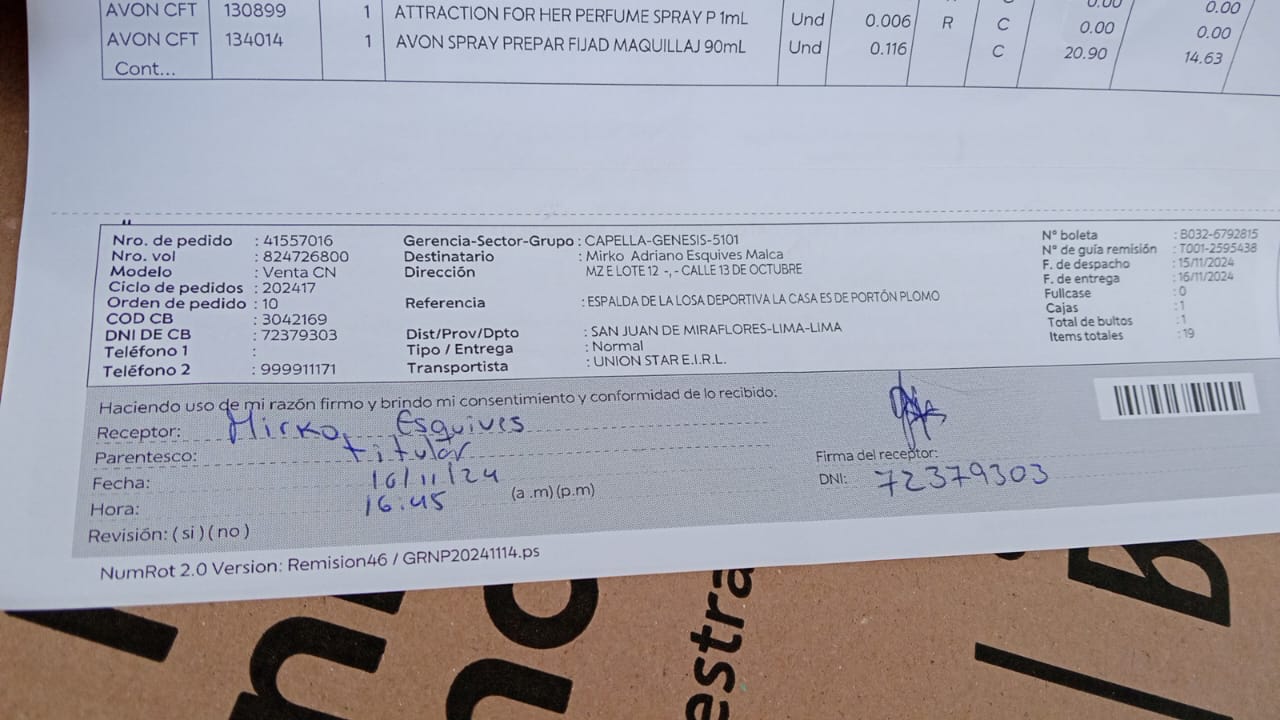 AVON CFT 130899 1 ATTRACTION FOR HER PERFUME SPRAY P 1mL Und 0.006 R C 0.00 0.00
AVON CFT 134014 1 AVON SPRAY PREPAR FIJAD MAQUILLAJ 90mL Und 0.116 C 20.90 14.63
Cont...
Nro. de pedido : 41557016
Nro. vol : 824726800
Modelo : Venta CN
Ciclo de pedidos : 202417
Orden de pedido : 10
COD CB : 3042169
DNI DE CB : 72379303
Teléfono 1 :
Teléfono 2 : 999911171
Gerencia-Sector-Grupo : CAPELLA-GENESIS-5101
Destinatario : Mirko Adriano Esquives Malca
Dirección MZ E LOTE 12 -, - CALLE 13 DE OCTUBRE
Referencia : ESPALDA DE LA LOSA DEPORTIVA LA CASA ES DE PORTÓN PLOMO
Dist/Prov/Dpto : SAN JUAN DE MIRAFLORES-LIMA-LIMA
Tipo / Entrega : Normal
Transportista : UNION STAR E.I.R.L.
N° boleta : B032-6792815
N° de guía remisión : T001-2595438
F. de despacho : 15/11/2024
F. de entrega : 16/11/2024
Fullcase : 0
Cajas : 1
Total de bultos : 1
Items totales : 19
Haciendo uso de mi razón firmo y brindo mi consentimiento y conformidad de lo recibido:
Receptor: Mirko Esquives
Parentesco: titular
Fecha: 16/11/24
Hora: 16:45 (a .m) (p.m)
Revisión: ( si ) ( no )
Firma del receptor:
DNI: 72379303
NumRot 2.0 Version: Remision46 / GRNP20241114.ps